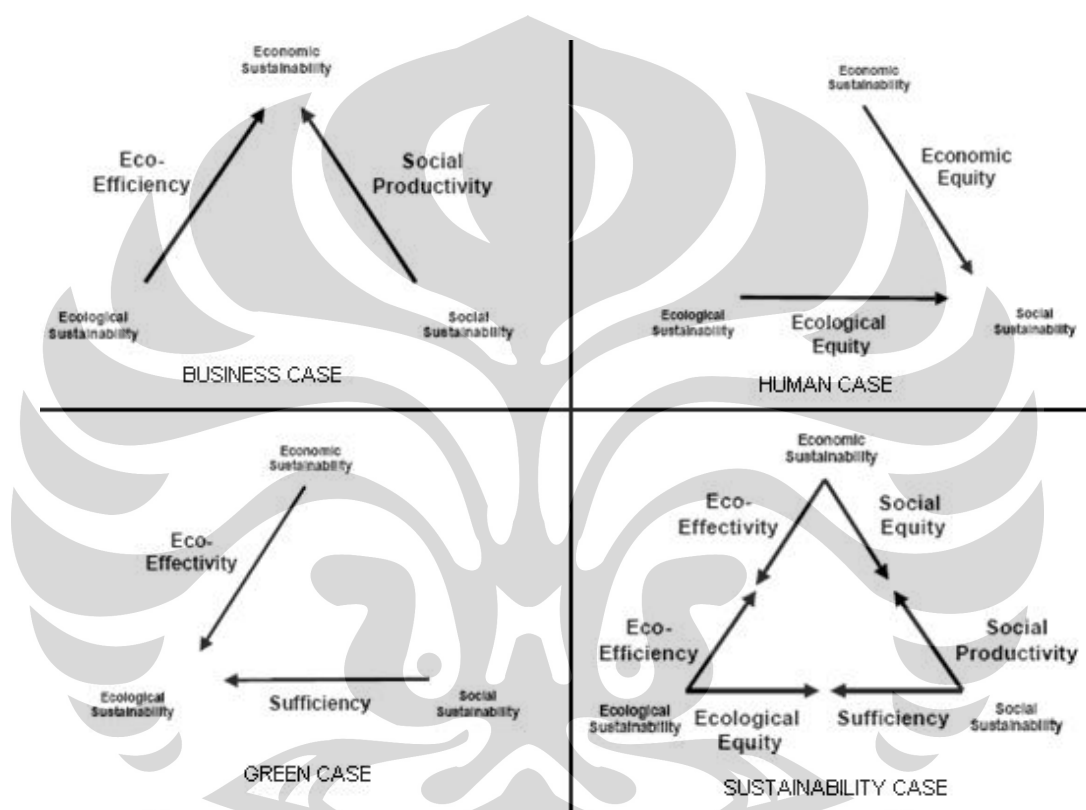 Economic
Sustainability
Eco-
Efficiency
Social
Productivity
Ecological
Sustainability
Social
Sustainability
BUSINESS CASE
Economic
Sustainability
Economic
Equity
Ecological
Sustainability
Ecological
Equity
Social
Sustainability
HUMAN CASE
Economic
Sustainability
Eco-
Effectivity
Ecological
Sustainability
Sufficiency
Social
Sustainability
GREEN CASE
Economic
Sustainability
Eco-
Effectivity
Social
Equity
Eco-
Efficiency
Social
Productivity
Ecological
Sustainability
Ecological
Equity
Sufficiency
Social
Sustainability
SUSTAINABILITY CASE